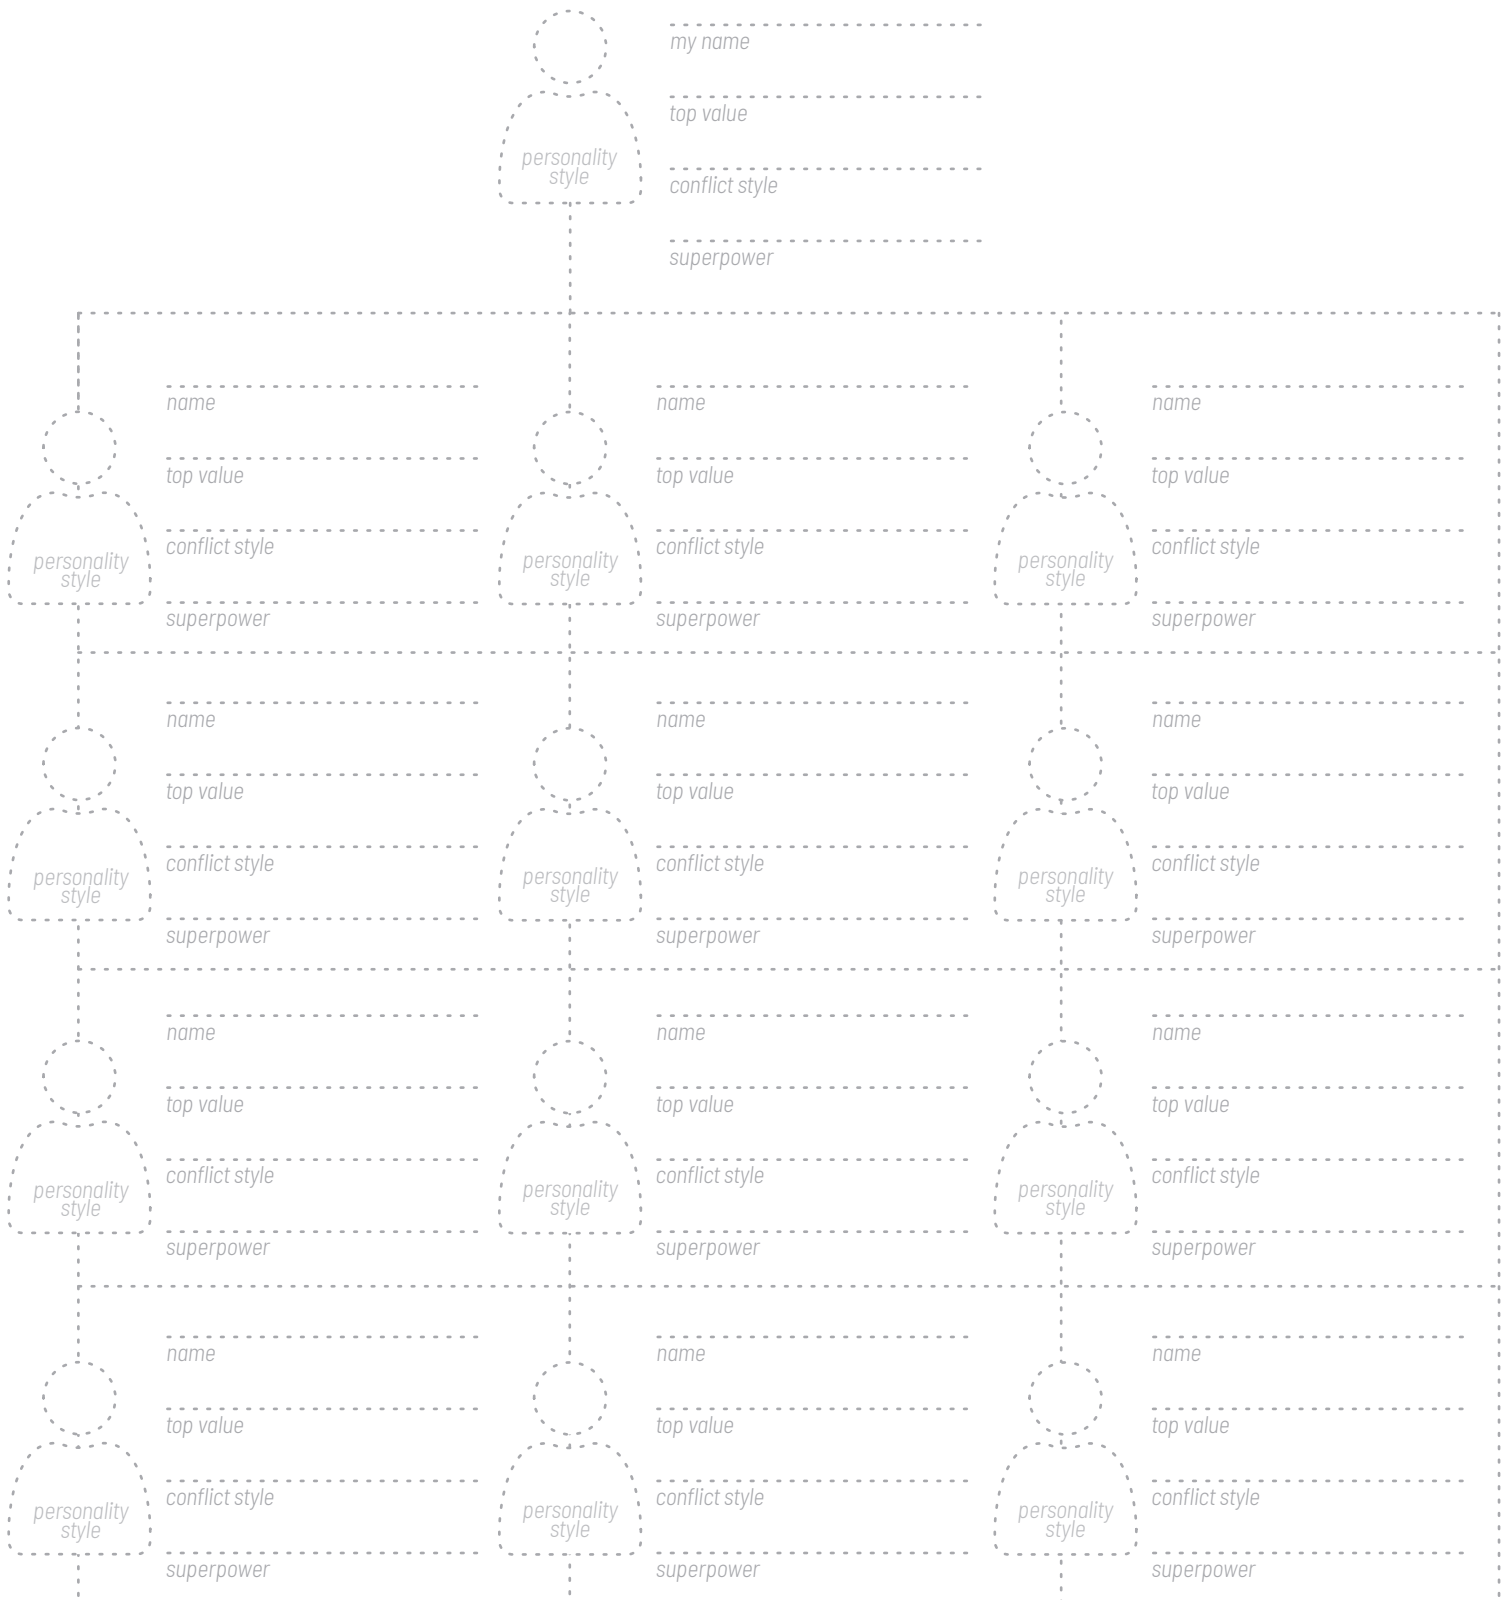 my name
top value
personality
style
conflict style
superpower
name
name
name
top value
top value
top value
conflict style
conflict style
conflict style
personality
style
personality
style
personality
style
superpower
superpower
superpower
name
name
name
top value
top value
top value
conflict style
conflict style
conflict style
personality
style
personality
style
personality
style
superpower
superpower
superpower
name
name
name
top value
top value
top value
conflict style
conflict style
conflict style
personality
style
personality
style
personality
style
superpower
superpower
superpower
name
name
name
top value
top value
top value
conflict style
conflict style
conflict style
personality
style
personality
style
personality
style
superpower
superpower
superpower